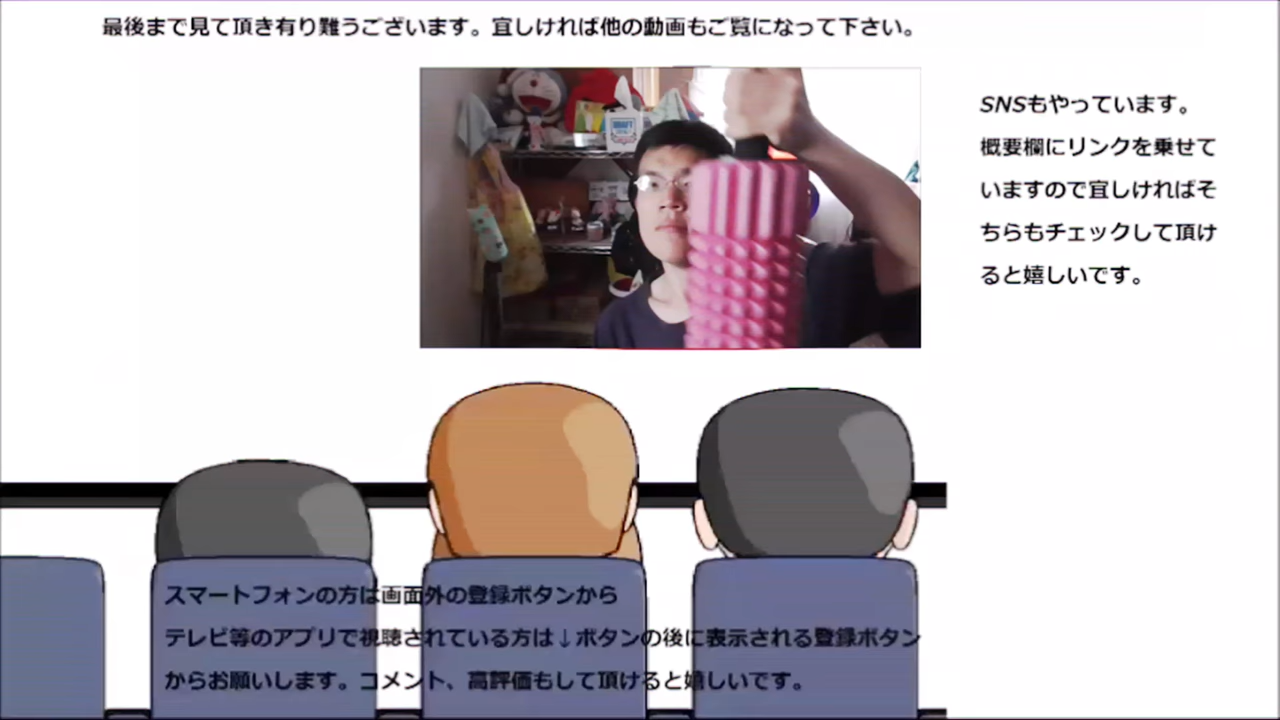 最後まで見て頂き有り難うございます。宜しければ他の動画もご覧になって下さい。
SNSもやっています。
概要欄にリンクを乗せて
いますので宜しければそ
ちらもチェックして頂け
ると嬉しいです。
スマートフォンの方は画面外の登録ボタンから
テレビ等のアプリで視聴されている方は↓ボタンの後に表示される登録ボタン
からお願いします。コメント、高評価もして頂けると嬉しいです。